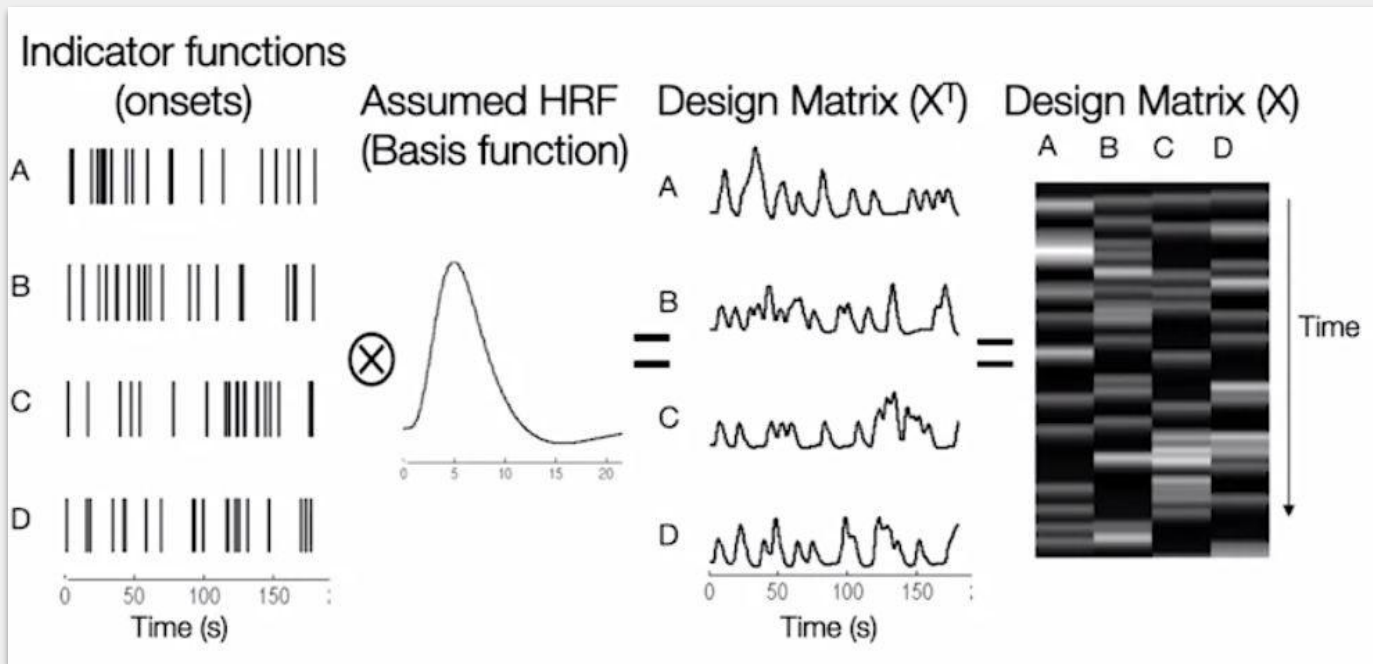 Indicator functions
(onsets)
Assumed HRF
(Basis function)
Design Matrix (Xᵀ)
Design Matrix (X)
A B C D
A
B
C
D
0 50 100 150 :
Time (s)
⊗
0 5 10 15 20
=
A
B
C
D
0 50 100 150 :
Time (s)
=
Time